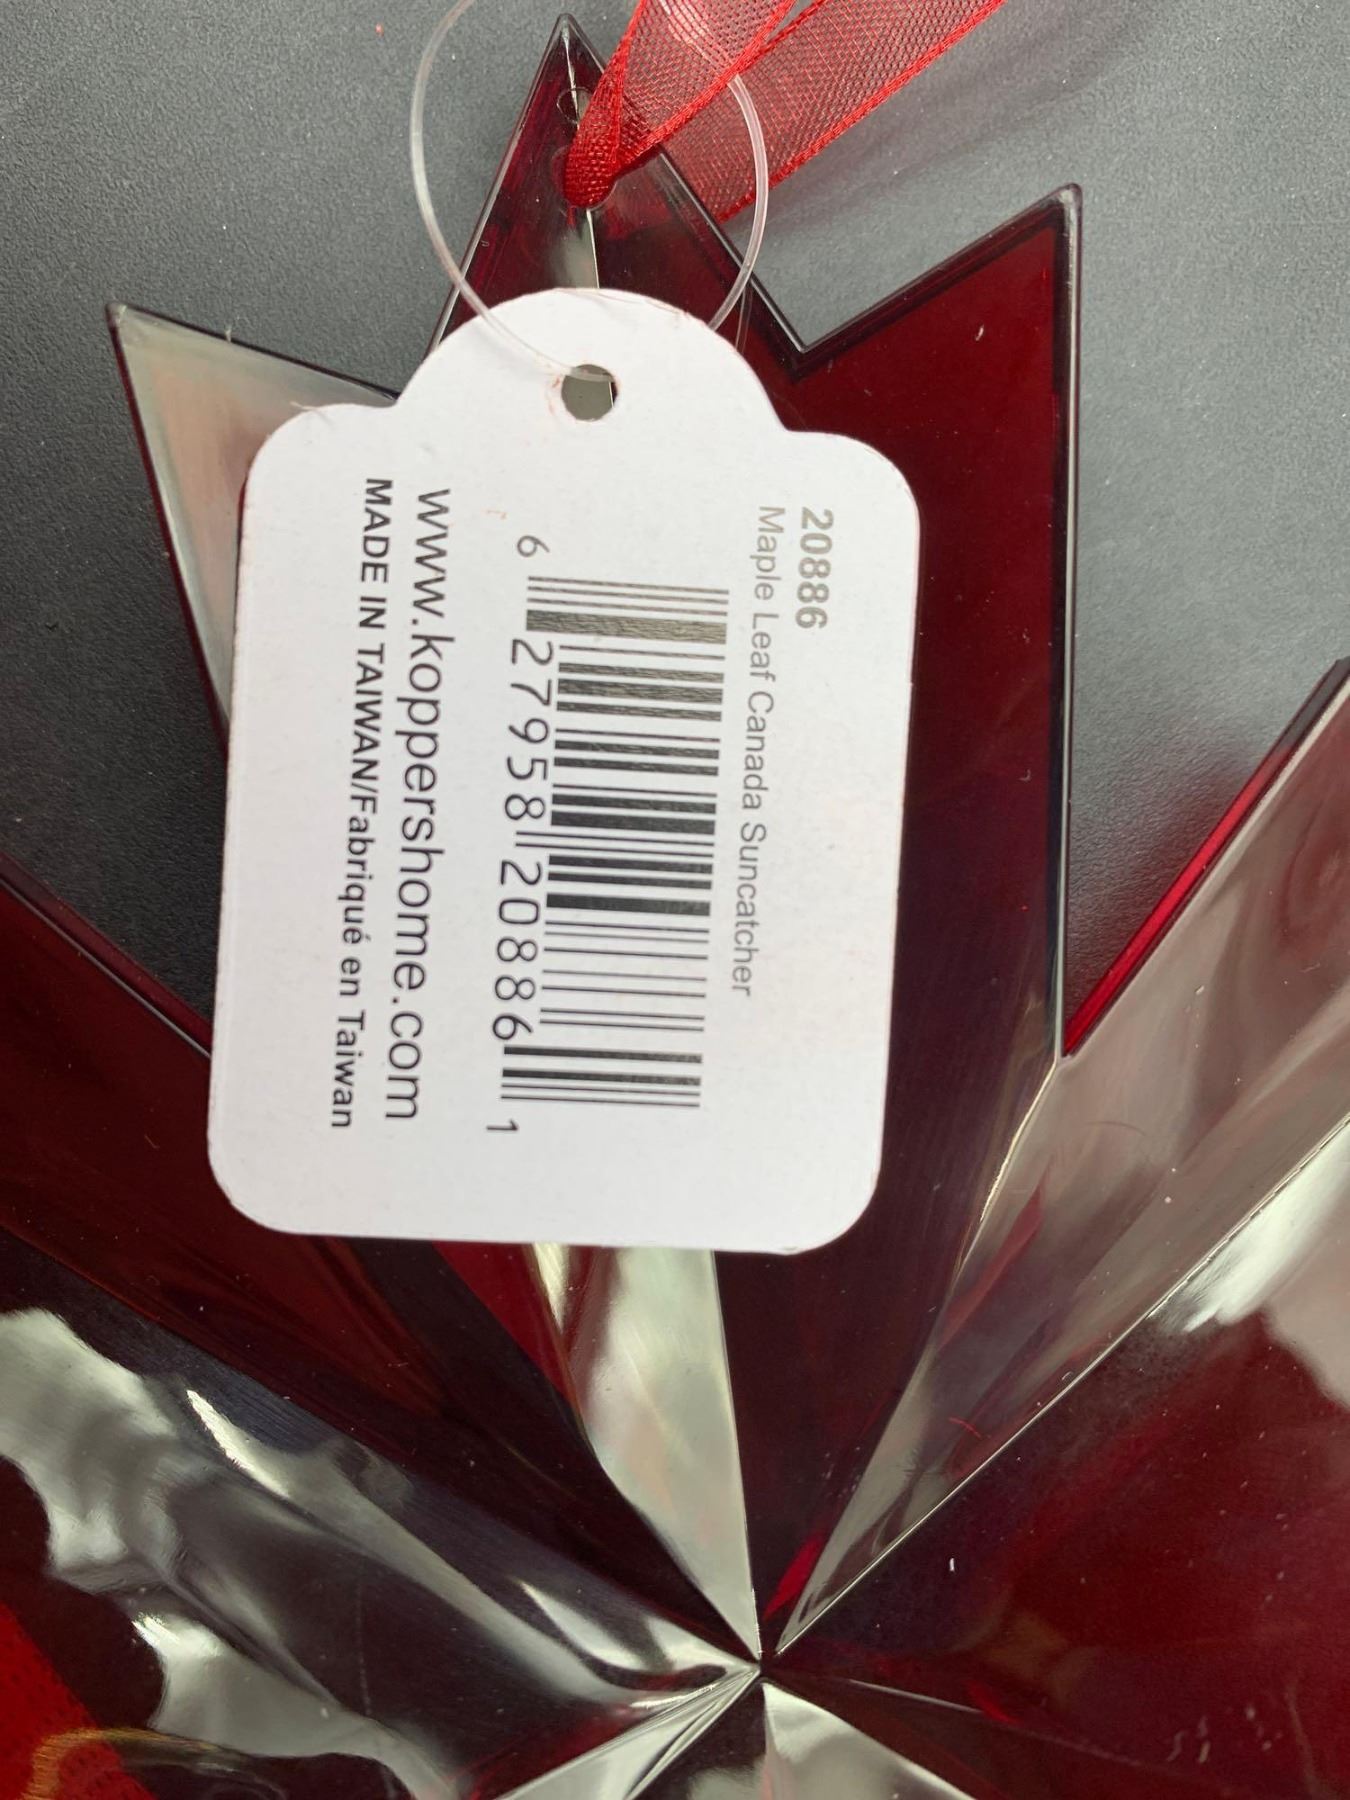 20886
Maple Leaf Canada Suncatcher
6 27958 20886 1
www.koppershome.com
MADE IN TAIWAN/Fabriqué en Taiwan